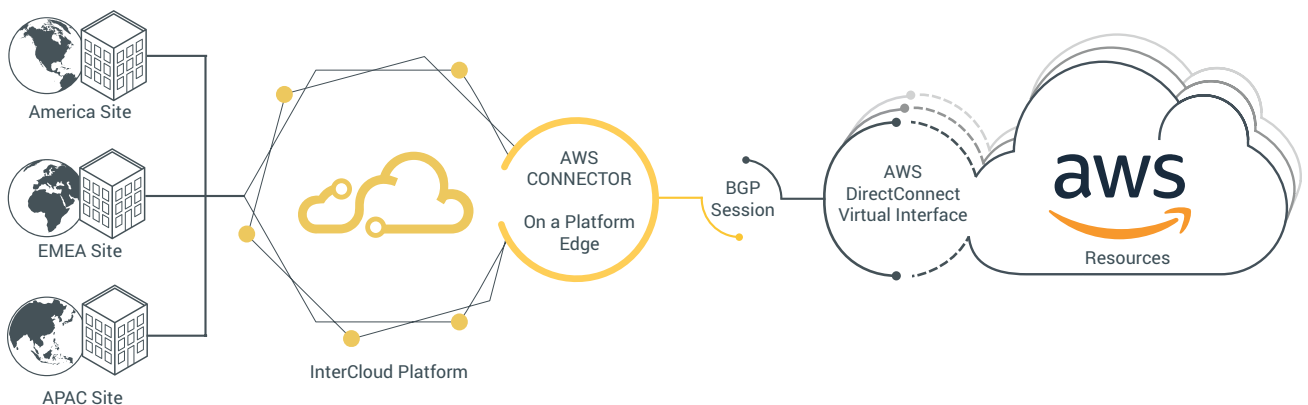 America Site
EMEA Site
APAC Site
InterCloud Platform
AWS
CONNECTOR
On a Platform
Edge
BGP
Session
AWS
DirectConnect
Virtual Interface
aws
Resources